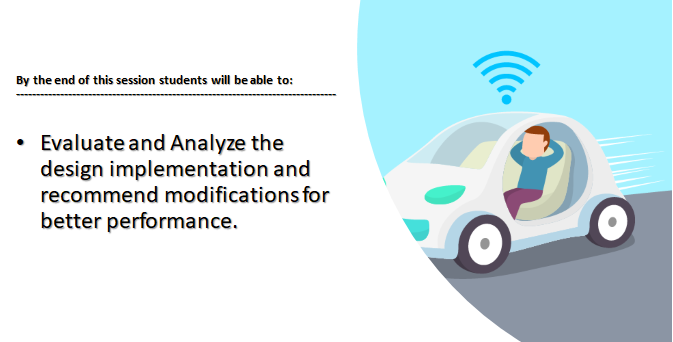 By the end of this session students will be able to:
--------------------------------------------------------------------------------
• Evaluate and Analyze the
design implementation and
recommend modifications for
better performance.